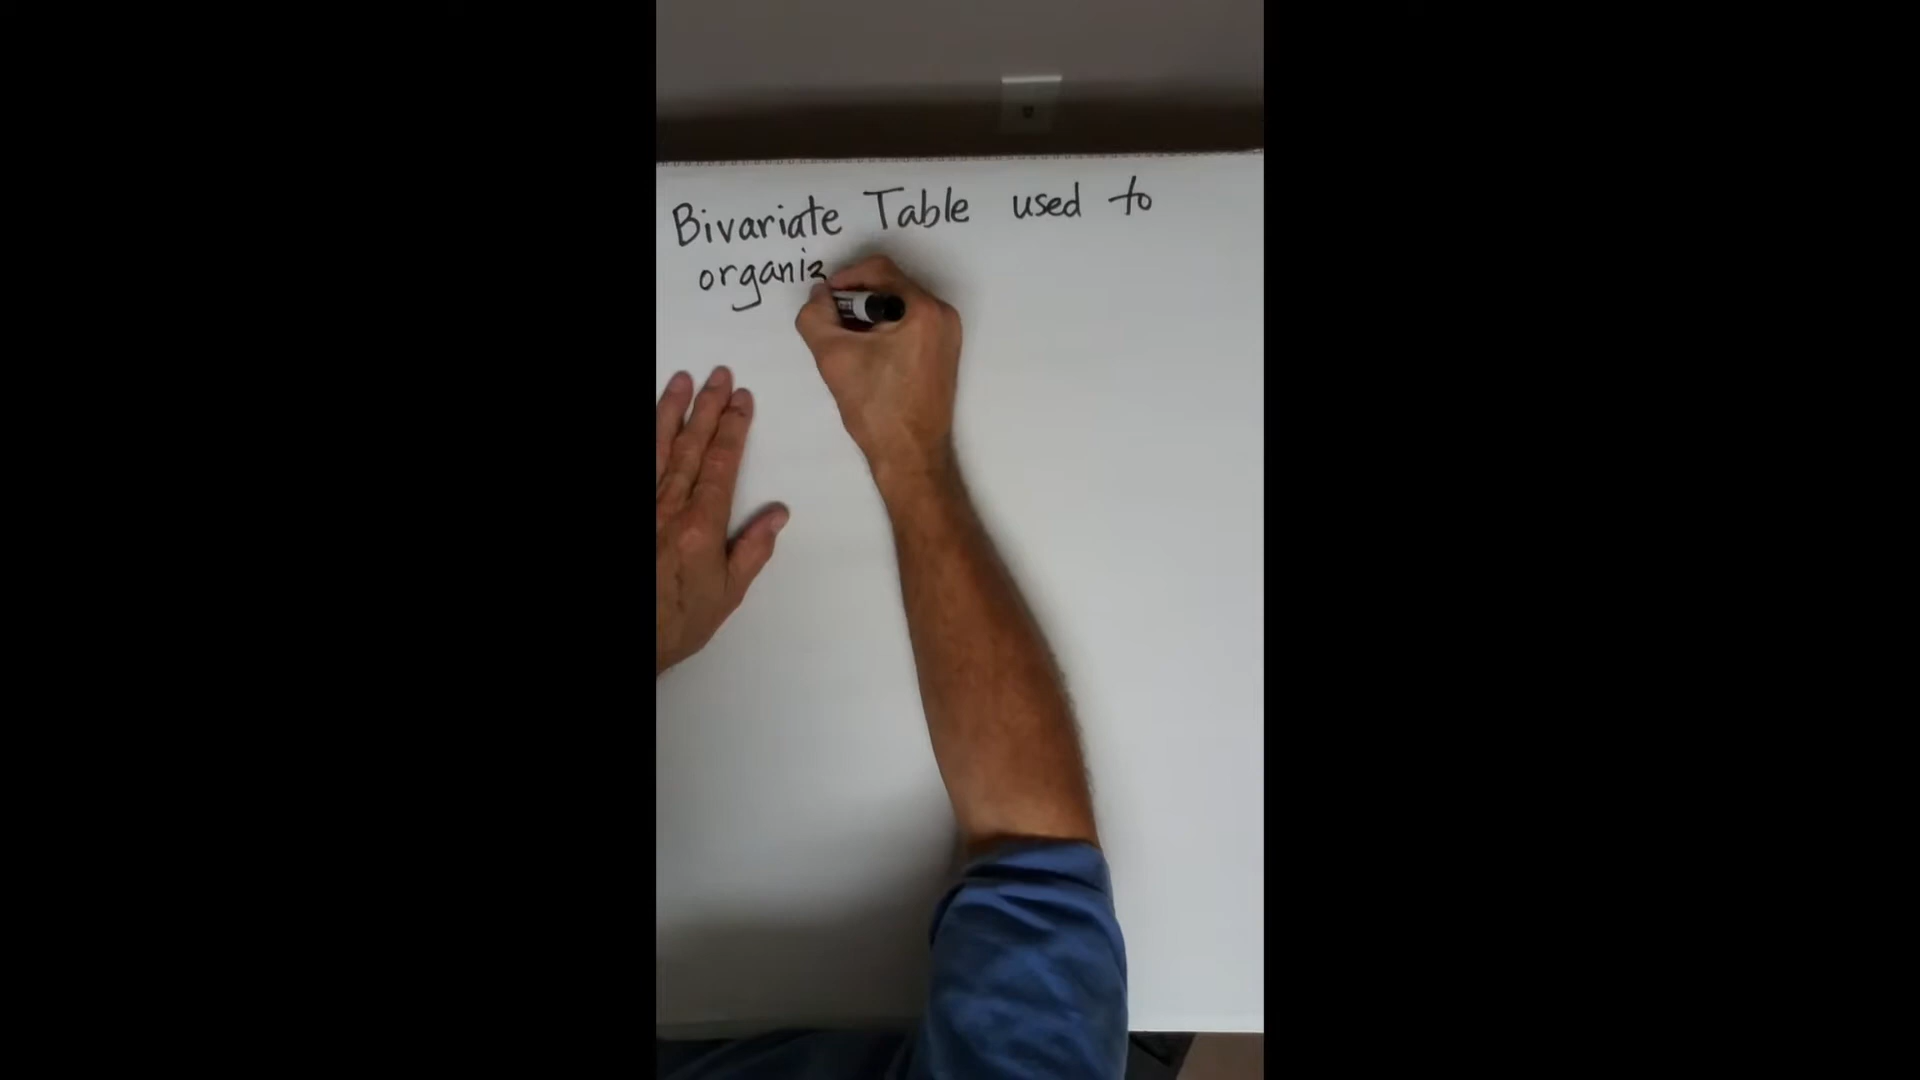 Bivariate Table used to
organiz